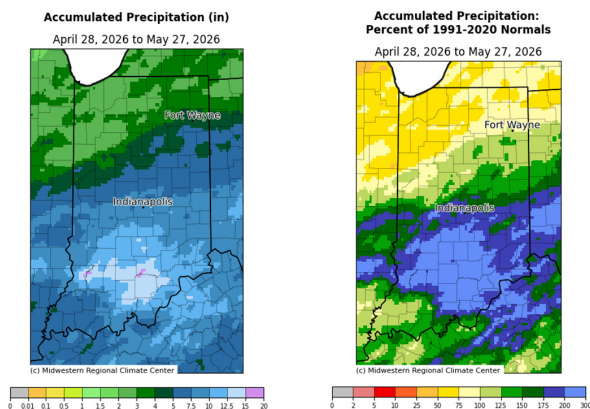 Accumulated Precipitation (in)
April 28, 2026 to May 27, 2026
Fort Wayne
Indianapolis
(c) Midwestern Regional Climate Center
0 0.01 0.1 0.5 1 1.5 2 3 4 5 7.5 10 12.5 15 20
Accumulated Precipitation:
Percent of 1991-2020 Normals
April 28, 2026 to May 27, 2026
Fort Wayne
Indianapolis
(c) Midwestern Regional Climate Center
0 5 10 25 50 75 100 125 150 175 200 300